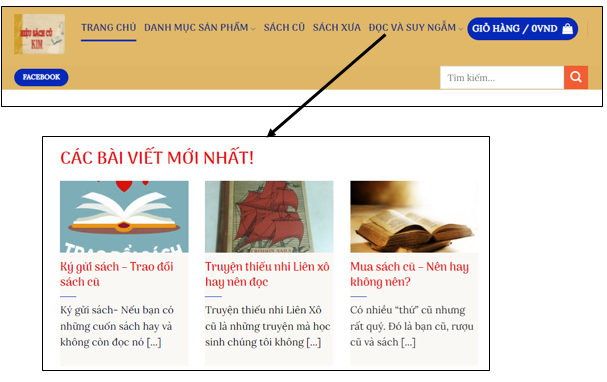 HIỆU SÁCH CŨ
KIM
TRANG CHỦ DANH MỤC SẢN PHẨM SÁCH CŨ SÁCH XƯA ĐỌC VÀ SUY NGẪM GIỎ HÀNG / 0VND
FACEBOOK
Tìm kiếm...
CÁC BÀI VIẾT MỚI NHẤT!
TRAO ĐỔI SÁCH
Ký gửi sách – Trao đổi
sách cũ
Ký gửi sách- Nếu bạn có
những cuốn sách hay và
không còn đọc nó [...]
Truyện thiếu nhi Liên xô
hay nên đọc
Truyện thiếu nhi Liên Xô
cũ là những truyện mà học
sinh chúng tôi không [...]
Mua sách cũ – Nên hay
không nên?
Có nhiều “thứ” cũ nhưng
rất quý. Đó là bạn cũ, rượu
cũ và sách [...]